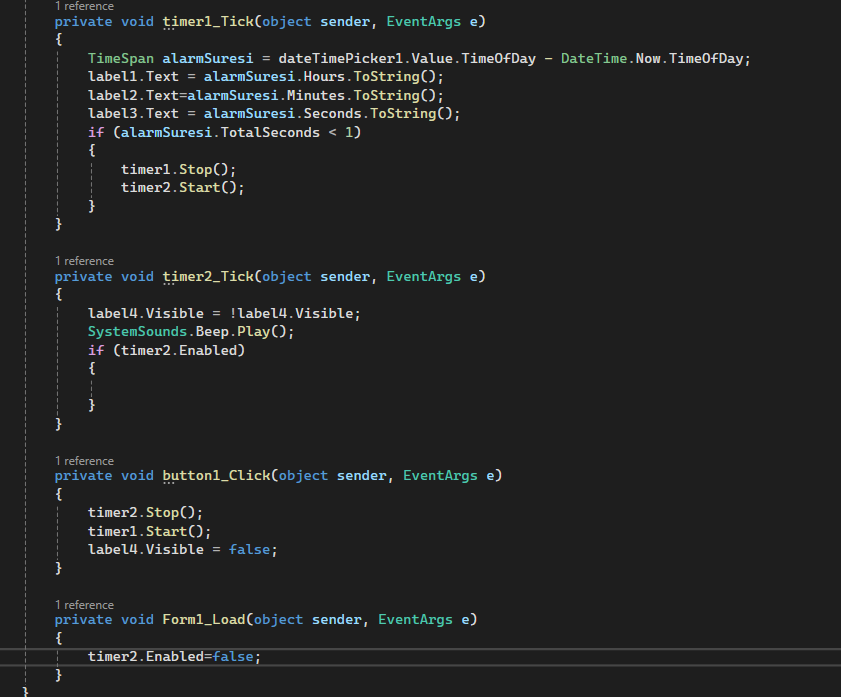 1 reference
private void timer1_Tick(object sender, EventArgs e)
{
TimeSpan alarmSuresi = dateTimePicker1.Value.TimeOfDay - DateTime.Now.TimeOfDay;
label1.Text = alarmSuresi.Hours.ToString();
label2.Text=alarmSuresi.Minutes.ToString();
label3.Text = alarmSuresi.Seconds.ToString();
if (alarmSuresi.TotalSeconds < 1)
{
timer1.Stop();
timer2.Start();
}
}
1 reference
private void timer2_Tick(object sender, EventArgs e)
{
label4.Visible = !label4.Visible;
SystemSounds.Beep.Play();
if (timer2.Enabled)
{
}
}
1 reference
private void button1_Click(object sender, EventArgs e)
{
timer2.Stop();
timer1.Start();
label4.Visible = false;
}
1 reference
private void Form1_Load(object sender, EventArgs e)
{
timer2.Enabled=false;
}
}